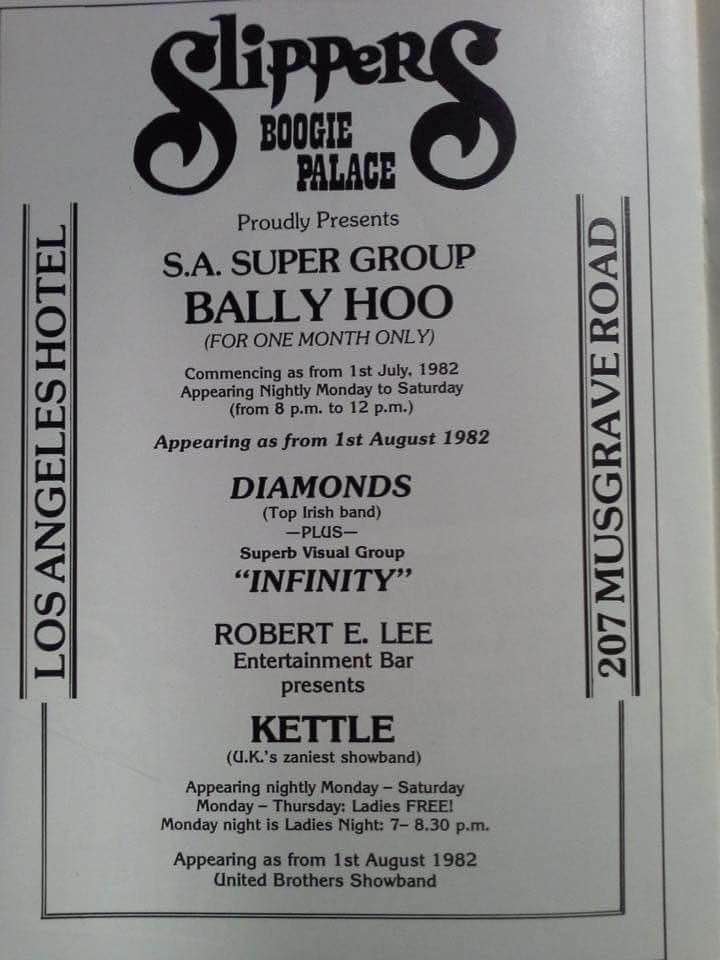 Slippers
BOOGIE
PALACE
Proudly Presents
S.A. SUPER GROUP
BALLY HOO
(FOR ONE MONTH ONLY)
Commencing as from 1st July, 1982
Appearing Nightly Monday to Saturday
(from 8 p.m. to 12 p.m.)
Appearing as from 1st August 1982
DIAMONDS
(Top Irish band)
—PLUS—
Superb Visual Group
“INFINITY”
ROBERT E. LEE
Entertainment Bar
presents
KETTLE
(U.K.'s zaniest showband)
Appearing nightly Monday – Saturday
Monday – Thursday: Ladies FREE!
Monday night is Ladies Night: 7– 8.30 p.m.
Appearing as from 1st August 1982
United Brothers Showband
LOS ANGELES HOTEL
207 MUSGRAVE ROAD